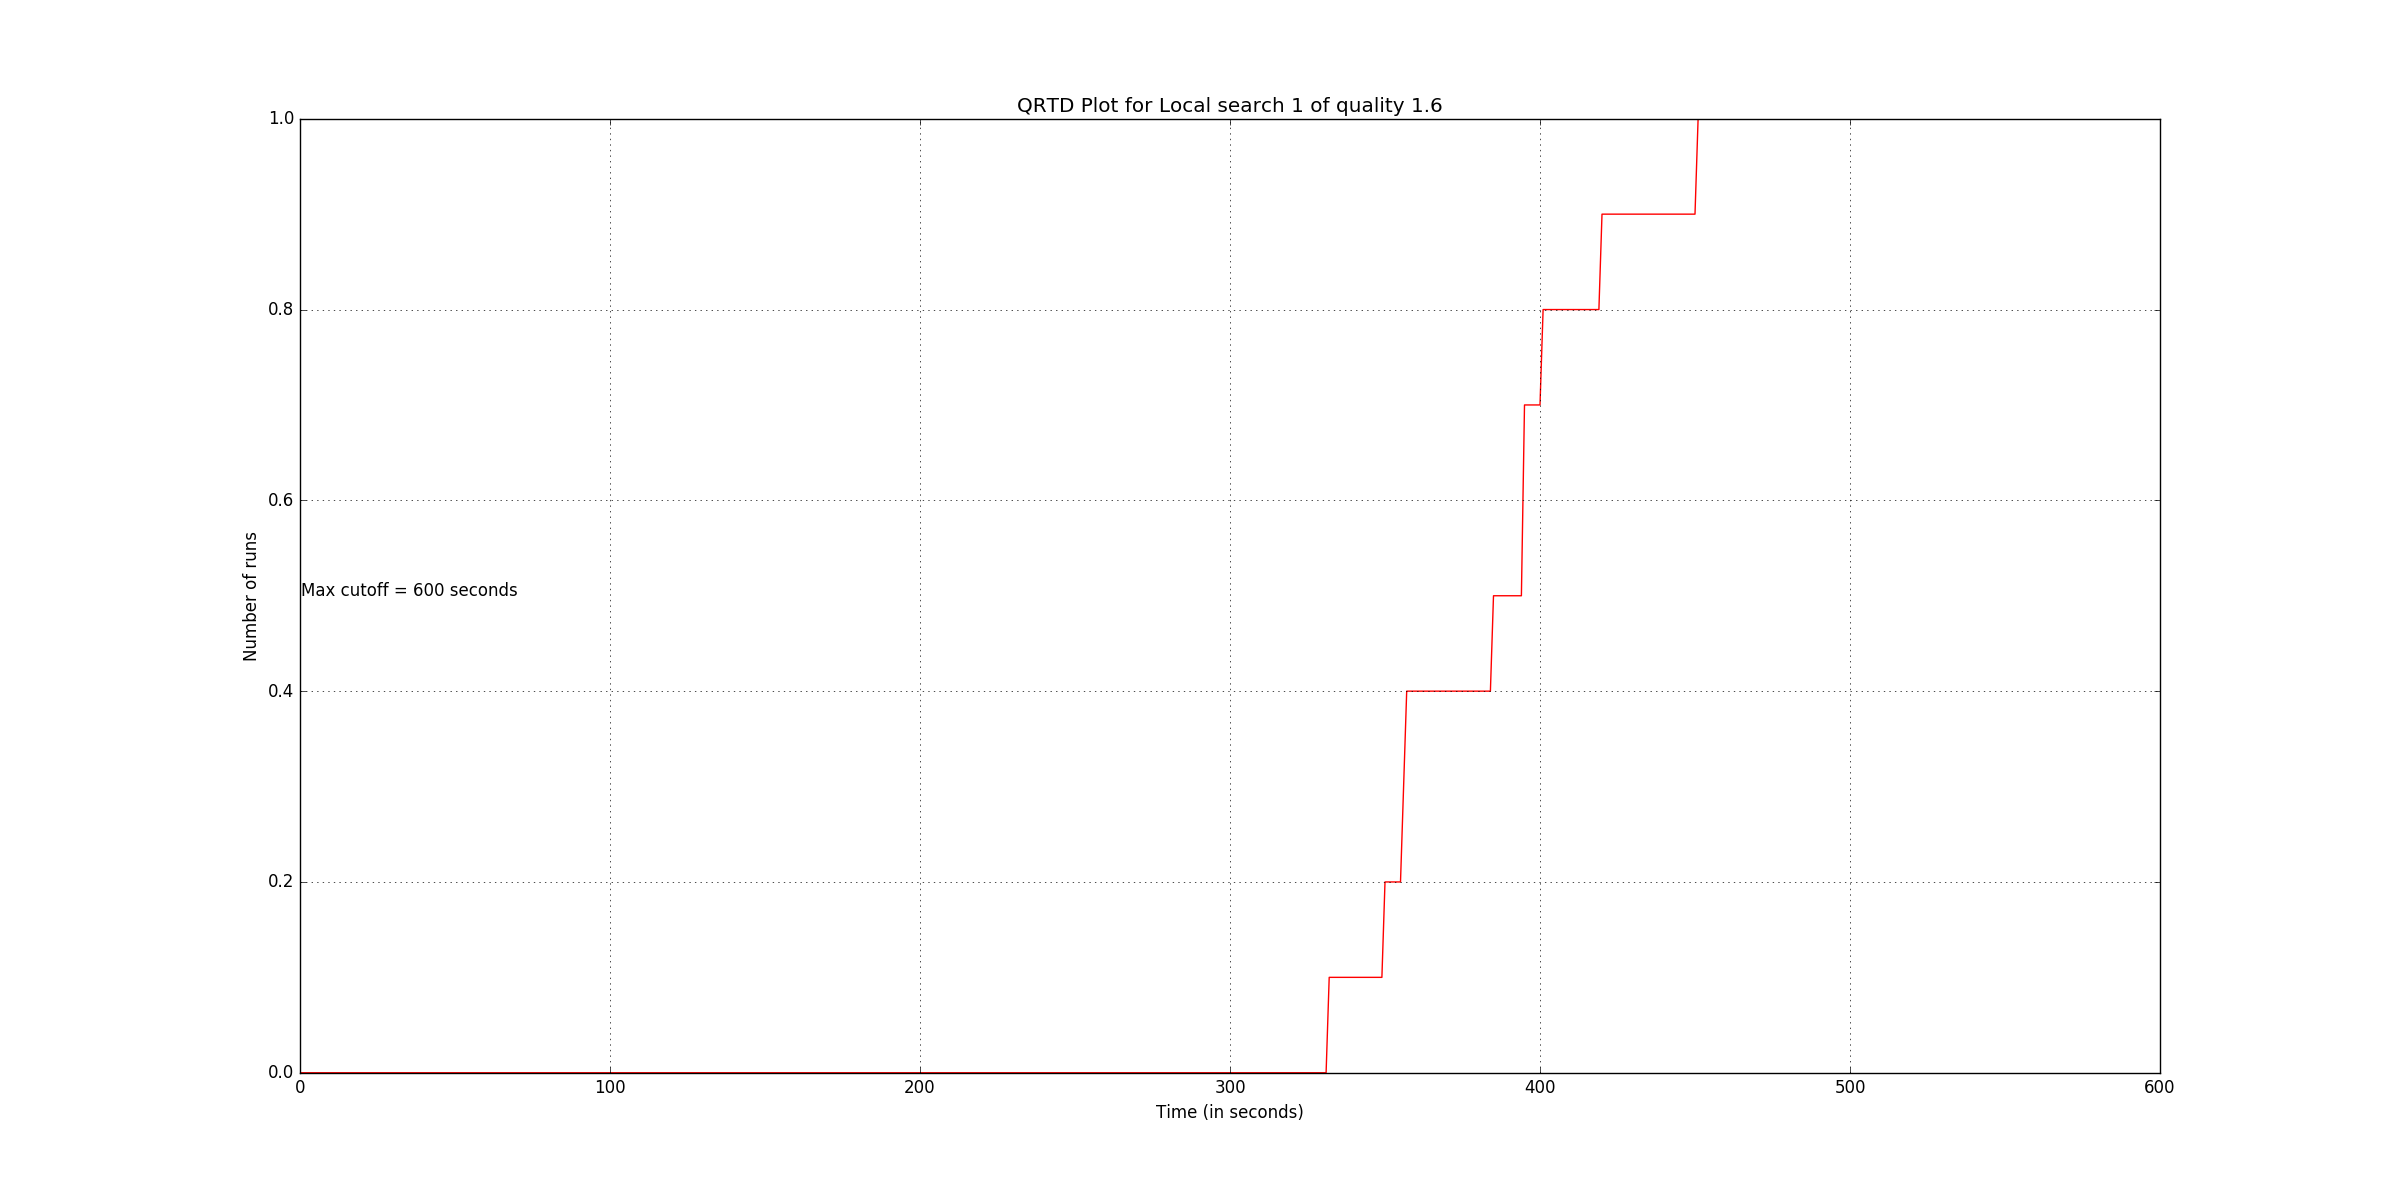 QRTD Plot for Local search 1 of quality 1.6
1.0
0.8
0.6
Max cutoff = 600 seconds
Number of runs
0.4
0.2
0.0
0 100 200 300 400 500 600
Time (in seconds)